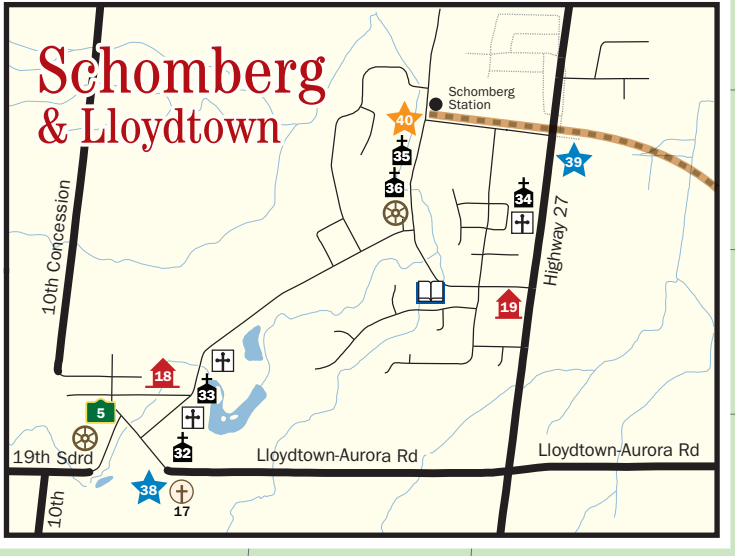 Schomberg
& Lloydtown
Schomberg
Station
40
35
39
36
34
10th Concession
Highway 27
19
18
33
5
32
19th Sdrd
Lloydtown-Aurora Rd
Lloydtown-Aurora Rd
38
17
10th